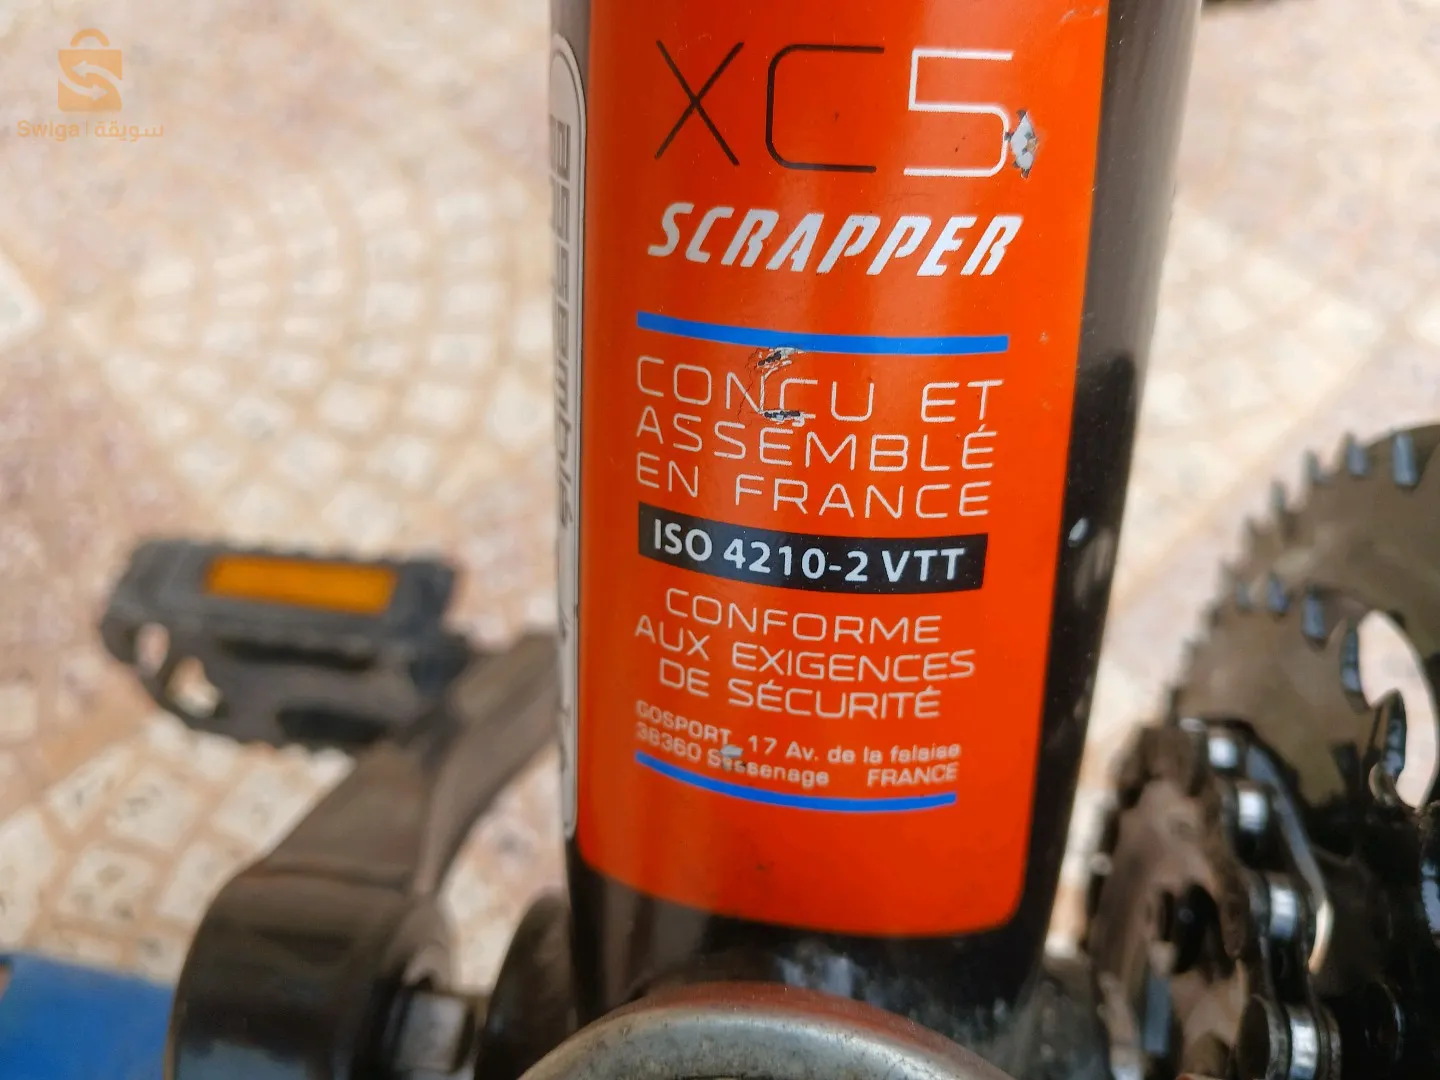 Swiga | سويقة
XC5
SCRAPPER
CONÇU ET
ASSEMBLÉ
EN FRANCE
ISO 4210-2 VTT
CONFORME
AUX EXIGENCES
DE SÉCURITÉ
GOSPORT 17 Av. de la falaise
38360 Sassenage FRANCE